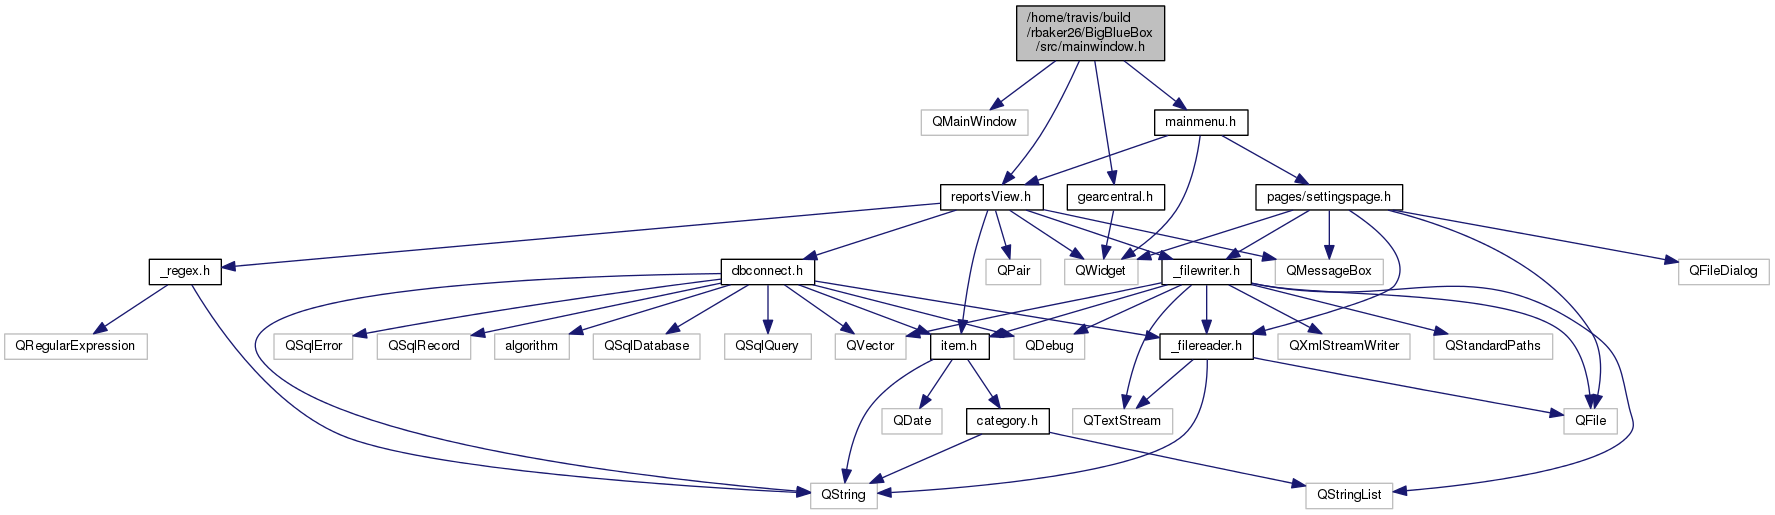 /home/travis/build
/rbaker26/BigBlueBox
/src/mainwindow.h
QMainWindow
mainmenu.h
reportsView.h
gearcentral.h
pages/settingspage.h
_regex.h
dbconnect.h
QPair
QWidget
_filewriter.h
QMessageBox
QFileDialog
QRegularExpression
QSqlError
QSqlRecord
algorithm
QSqlDatabase
QSqlQuery
QVector
item.h
QDebug
_filereader.h
QXmlStreamWriter
QStandardPaths
QDate
category.h
QTextStream
QFile
QString
QStringList